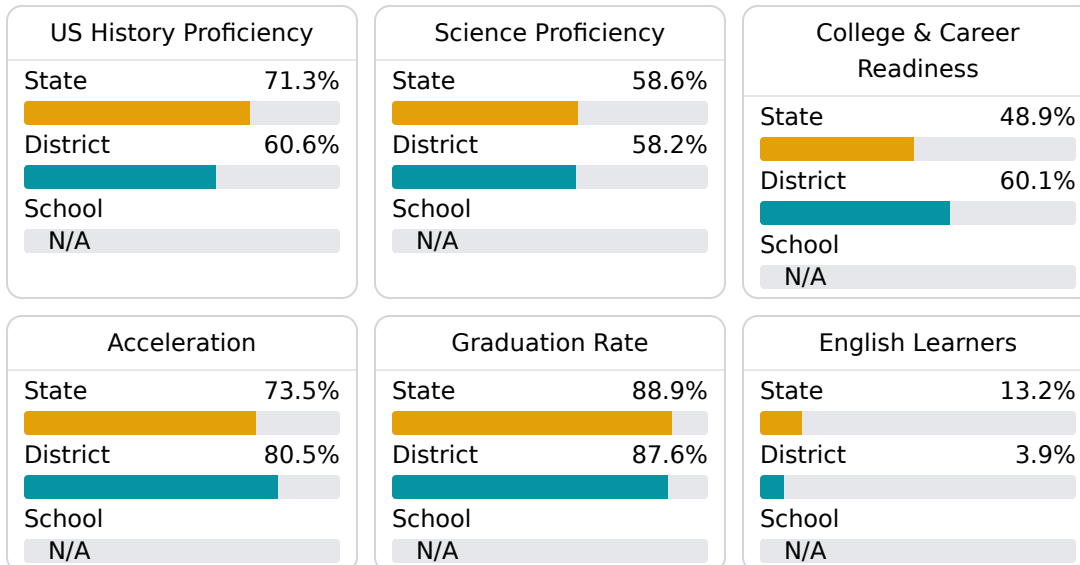 US History Proficiency
State 71.3%
District 60.6%
School
N/A
Science Proficiency
State 58.6%
District 58.2%
School
N/A
College & Career
Readiness
State 48.9%
District 60.1%
School
N/A
Acceleration
State 73.5%
District 80.5%
School
N/A
Graduation Rate
State 88.9%
District 87.6%
School
N/A
English Learners
State 13.2%
District 3.9%
School
N/A